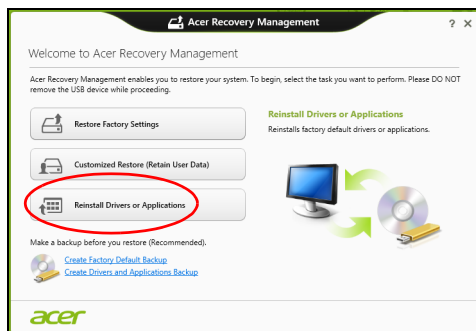 Acer Recovery Management
? X
Welcome to Acer Recovery Management
Acer Recovery Management enables you to restore your system. To begin, select the task you want to perform. Please DO NOT
remove the USB device while proceeding.
Restore Factory Settings
Customized Restore (Retain User Data)
Reinstall Drivers or Applications
Reinstall Drivers or Applications
Reinstalls factory default drivers or applications.
Make a backup before you restore (Recommended).
Create Factory Default Backup
Create Drivers and Applications Backup
acer